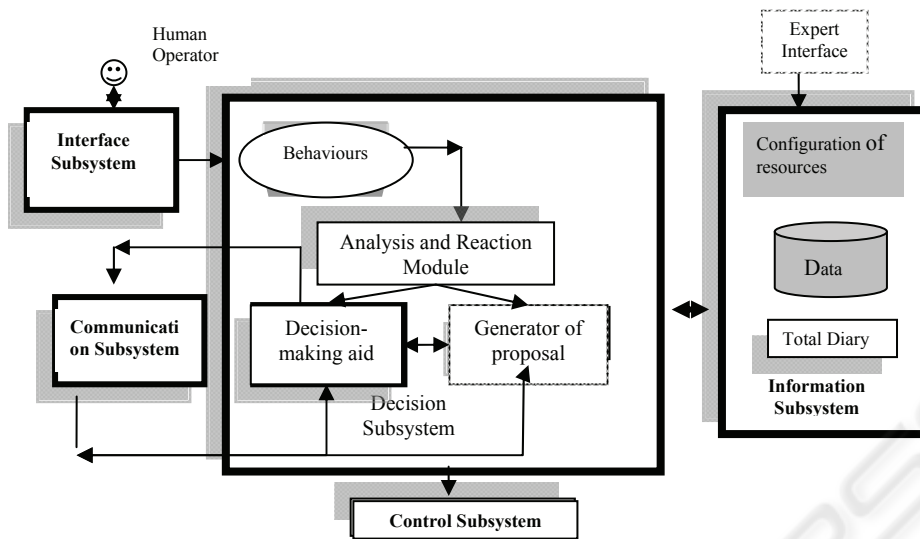 Human
Operator
Expert
Interface
Interface
Subsystem
Behaviours
Configuration of
resources
Analysis and Reaction
Module
Data
Communicati
on Subsystem
Decision-
making aid
Generator of
proposal
Total Diary
Decision
Subsystem
Information
Subsystem
Control Subsystem